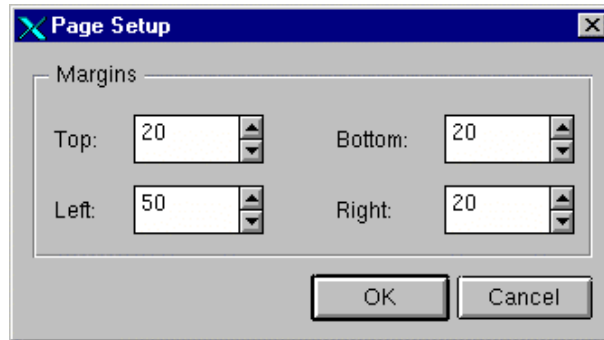 Page Setup
Margins
Top: 20 Bottom: 20
Left: 50 Right: 20
OK Cancel